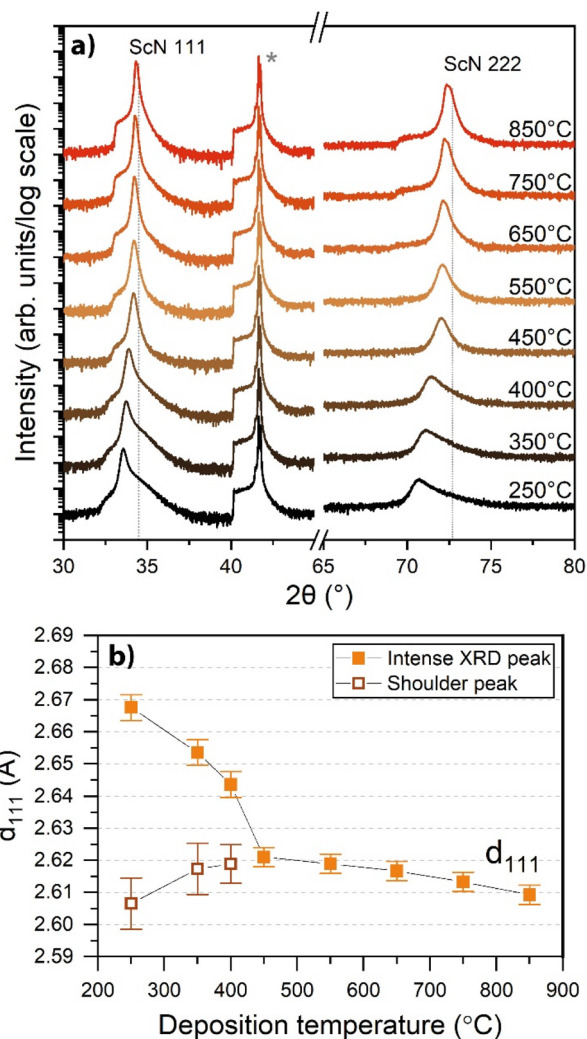 a)
ScN 111
*
ScN 222
850°C
750°C
650°C
550°C
450°C
400°C
350°C
250°C
Intensity (arb. units/log scale)
30 35 40 65 70 75 80
2θ (°)
b)
Intense XRD peak
Shoulder peak
d111
2.69
2.68
2.67
2.66
2.65
2.64
2.63
2.62
2.61
2.60
2.59
d111 (A)
200 300 400 500 600 700 800 900
Deposition temperature (°C)